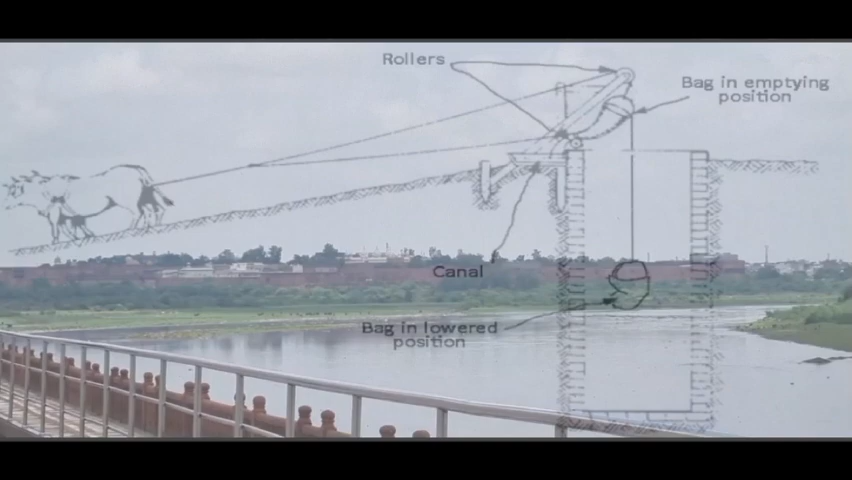 Rollers
Bag in emptying
position
Canal
Bag in lowered
position